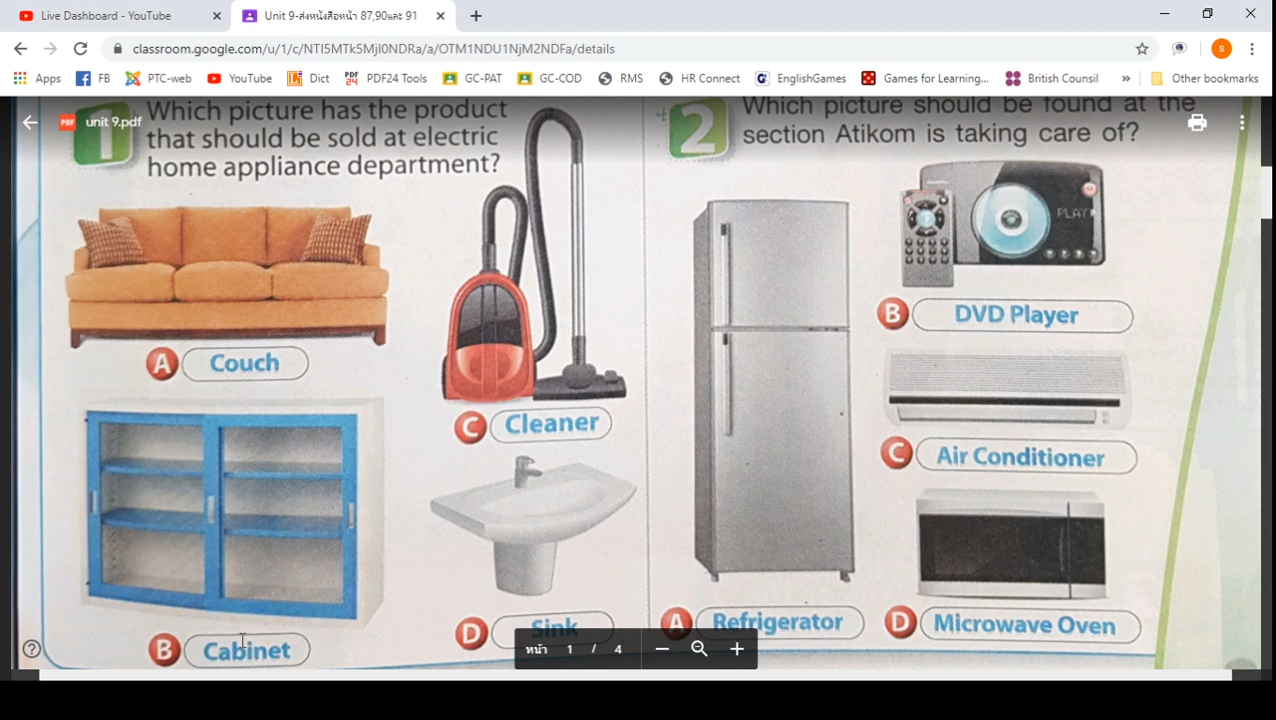 Live Dashboard - YouTube
Unit 9-ส่งหนังสือหน้า 87,90และ 91
classroom.google.com/u/1/c/NTI5MTk5MjI0NDRa/a/OTM1NDU1NjM2NDFa/details
S
Apps FB PTC-web YouTube Dict PDF24 Tools GC-PAT GC-COD RMS HR Connect EnglishGames Games for Learning... British Counsil » Other bookmarks
PDF unit 9.pdf
1 Which picture has the product
that should be sold at electric
home appliance department?
A Couch
C Cleaner
B Cabinet
D Sink
2 Which picture should be found at the
section Atikom is taking care of?
PLAY
B DVD Player
C Air Conditioner
A Refrigerator
D Microwave Oven
หน้า 1 / 4